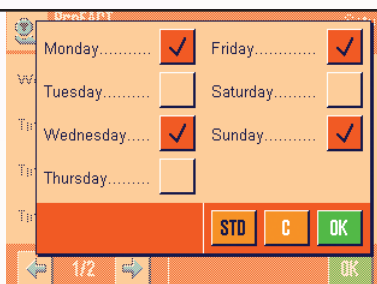 Monday.......... Friday...........
Tuesday......... Saturday........
Wednesday..... Sunday..........
Thursday........
STD C OK
1/2 OK